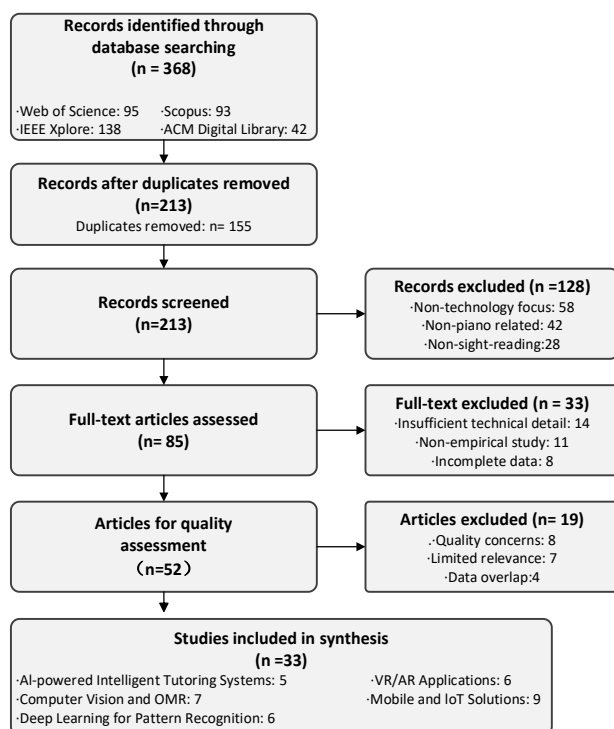 Records identified through
database searching
(n = 368)
·Web of Science: 95 ·Scopus: 93
·IEEE Xplore: 138 ·ACM Digital Library: 42
Records after duplicates removed
(n=213)
Duplicates removed: n= 155
Records screened
(n=213)
Records excluded (n =128)
·Non-technology focus: 58
·Non-piano related: 42
·Non-sight-reading:28
Full-text articles assessed
(n= 85)
Full-text excluded (n = 33)
·Insufficient technical detail: 14
·Non-empirical study: 11
·Incomplete data: 8
Articles for quality
assessment
（n=52）
Articles excluded (n= 19)
.·Quality concerns: 8
·Limited relevance: 7
·Data overlap:4
Studies included in synthesis
(n =33)
·Al-powered Intelligent Tutoring Systems: 5 ·VR/AR Applications: 6
·Computer Vision and OMR: 7 ·Mobile and loT Solutions: 9
·Deep Learning for Pattern Recognition: 6